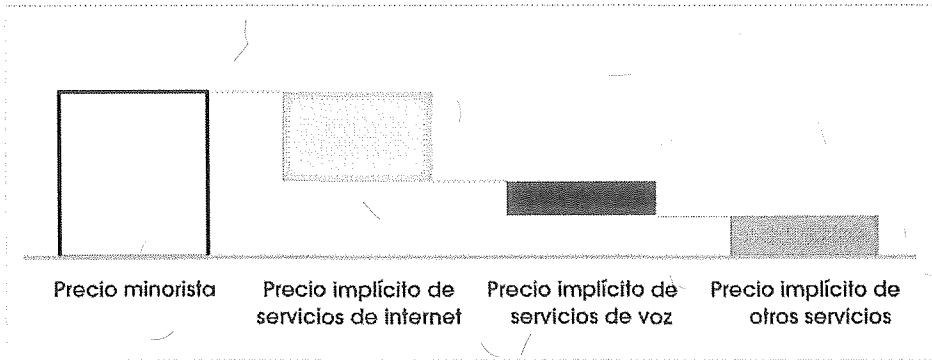 Precio minorista
Precio implícito de
servicios de internet
Precio implícito de
servicios de voz
Precio implícito de
otros servicios